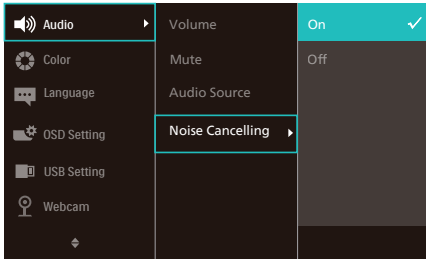 Audio
Color
Language
OSD Setting
USB Setting
Webcam
Volume
Mute
Audio Source
Noise Cancelling
On
Off